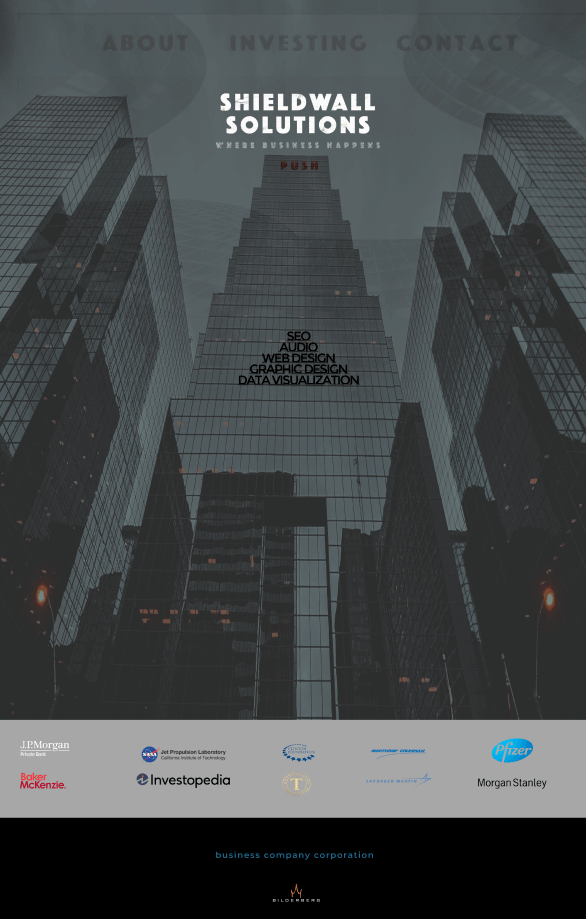 ABOUT INVESTING CONTACT
SHIELDWALL
SOLUTIONS
WHERE BUSINESS HAPPENS
PUSH
SEO
AUDIO
WEB DESIGN
GRAPHIC DESIGN
DATA VISUALIZATION
J.P.Morgan
Private Bank
NASA
Jet Propulsion Laboratory
California Institute of Technology
NORTHROP GRUMMAN
Pfizer
Baker
McKenzie.
Investopedia
T
LOCKHEED MARTIN
Morgan Stanley
business company corporation
BILDERBERG